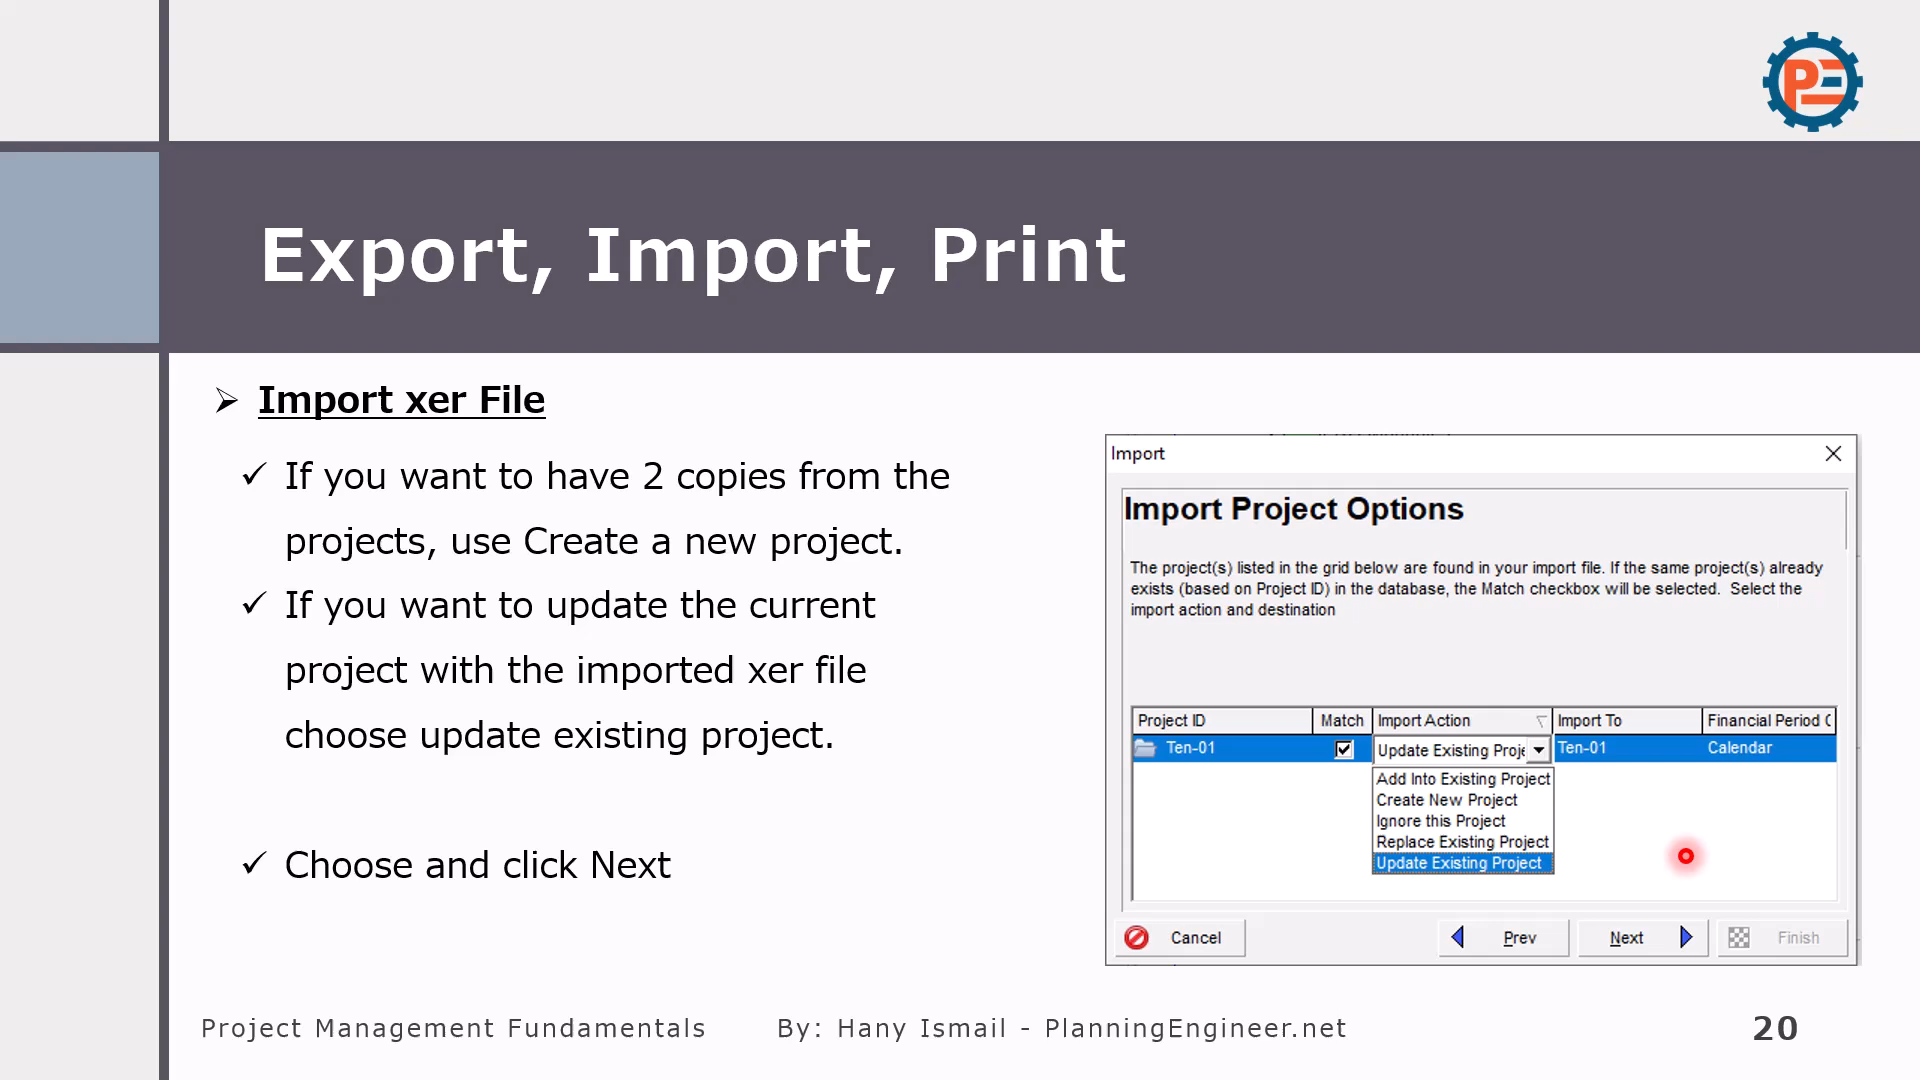 PE
Export, Import, Print
Import xer File
If you want to have 2 copies from the
projects, use Create a new project.
If you want to update the current
project with the imported xer file
choose update existing project.
Choose and click Next
Import
Import Project Options
The project(s) listed in the grid below are found in your import file. If the same project(s) already
exists (based on Project ID) in the database, the Match checkbox will be selected. Select the
import action and destination
Project ID Match Import Action Import To Financial Period C
Ten-01 Update Existing Proje Ten-01 Calendar
Add Into Existing Project
Create New Project
Ignore this Project
Replace Existing Project
Update Existing Project
Cancel Prev Next Finish
Project Management Fundamentals By: Hany Ismail - PlanningEngineer.net 20